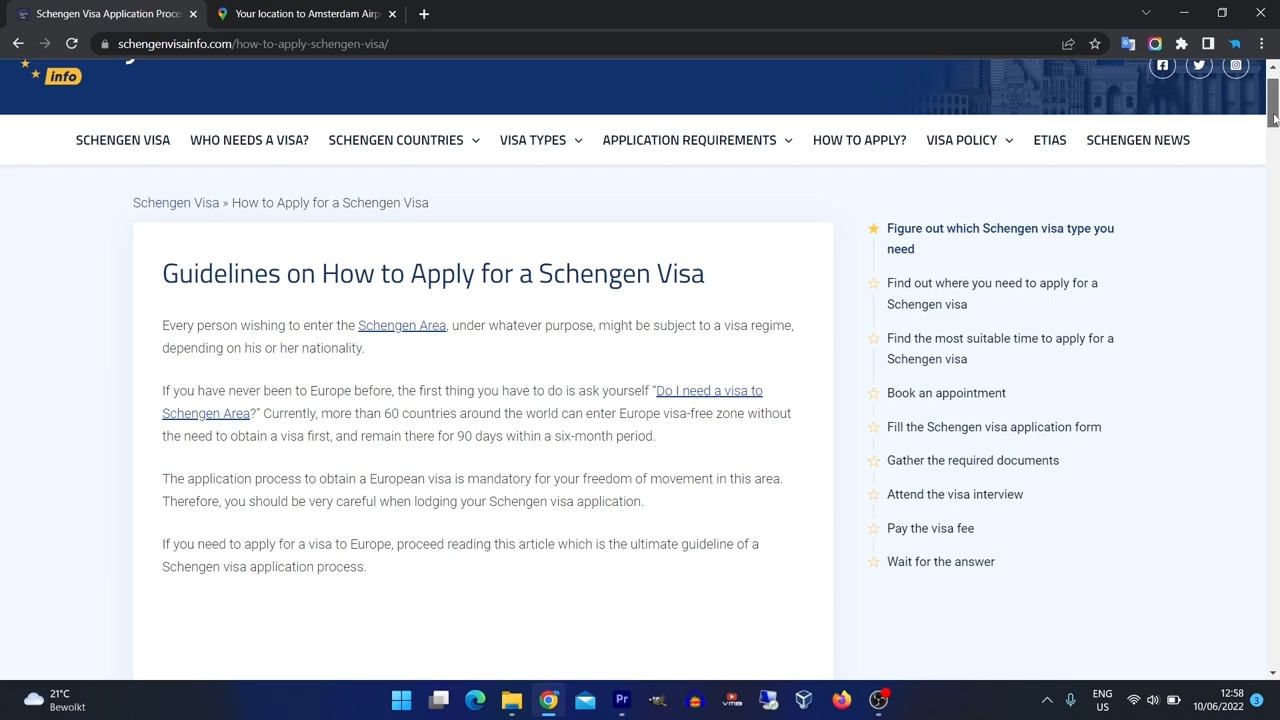 Schengen Visa Application Proce
Your location to Amsterdam Airp
schengenvisainfo.com/how-to-apply-schengen-visa/
info
SCHENGEN VISA
WHO NEEDS A VISA?
SCHENGEN COUNTRIES
VISA TYPES
APPLICATION REQUIREMENTS
HOW TO APPLY?
VISA POLICY
ETIAS
SCHENGEN NEWS
Schengen Visa » How to Apply for a Schengen Visa
Guidelines on How to Apply for a Schengen Visa
Every person wishing to enter the Schengen Area, under whatever purpose, might be subject to a visa regime,
depending on his or her nationality.
If you have never been to Europe before, the first thing you have to do is ask yourself “Do I need a visa to
Schengen Area?” Currently, more than 60 countries around the world can enter Europe visa-free zone without
the need to obtain a visa first, and remain there for 90 days within a six-month period.
The application process to obtain a European visa is mandatory for your freedom of movement in this area.
Therefore, you should be very careful when lodging your Schengen visa application.
If you need to apply for a visa to Europe, proceed reading this article which is the ultimate guideline of a
Schengen visa application process.
Figure out which Schengen visa type you
need
Find out where you need to apply for a
Schengen visa
Find the most suitable time to apply for a
Schengen visa
Book an appointment
Fill the Schengen visa application form
Gather the required documents
Attend the visa interview
Pay the visa fee
Wait for the answer
21°C
Bewolkt
Pr
ENG
US
12:58
10/06/2022
3